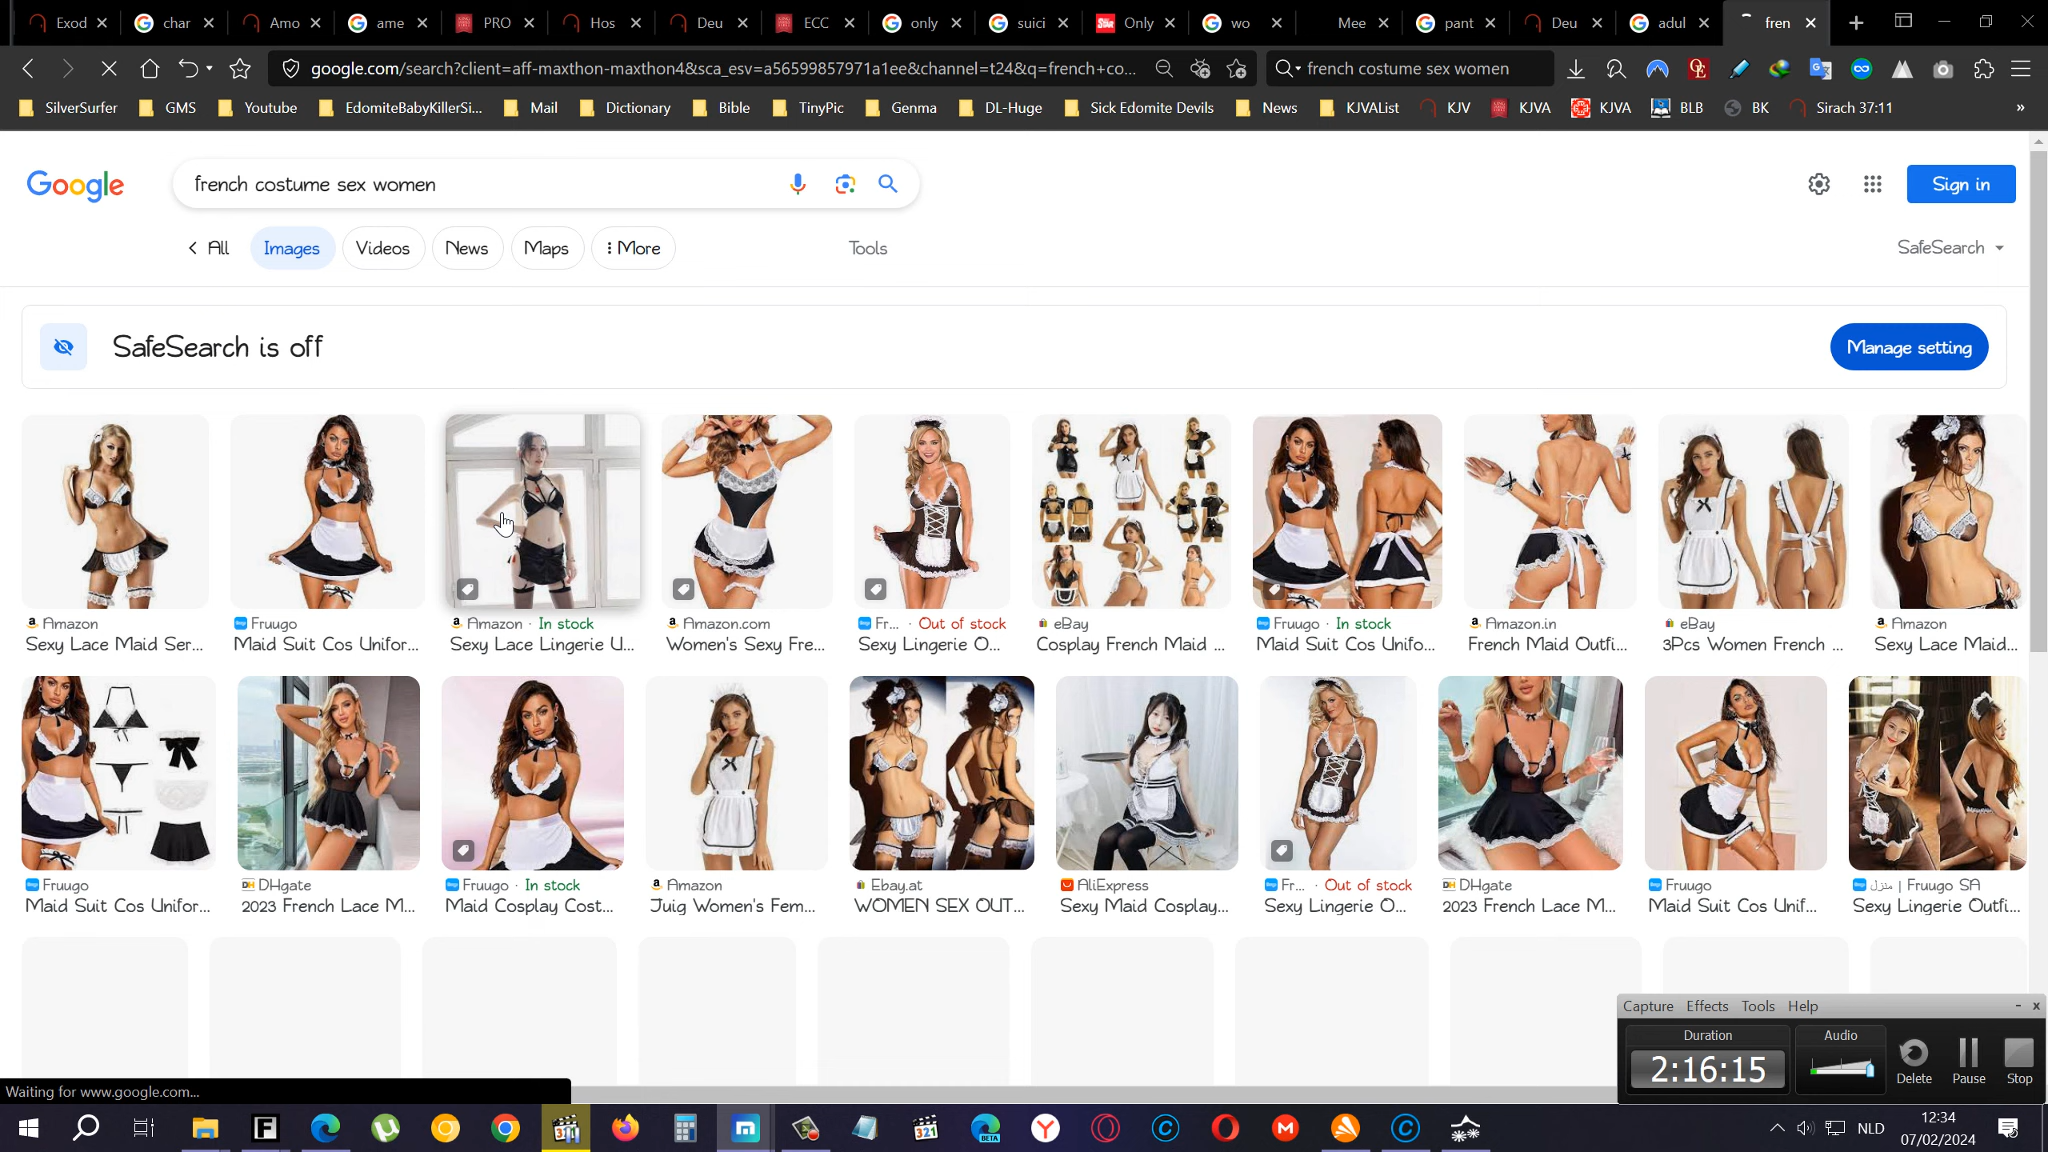 Exod
char
Amo
ame
PRO
Hos
Deu
ECC
only
suici
Only
wo
Mee
pant
Deu
adul
fren
google.com/search?client=aff-maxthon-maxthon4&sca_esv=a56599857971a1ee&channel=t24&q=french+co...
french costume sex women
SilverSurfer
GMS
Youtube
EdomiteBabyKillerSi...
Mail
Dictionary
Bible
TinyPic
Genma
DL-Huge
Sick Edomite Devils
News
KJVAList
KJV
KJVA
KJVA
BLB
BK
Sirach 37:11
»
Google
french costume sex women
Sign in
< All
Images
Videos
News
Maps
More
Tools
SafeSearch
SafeSearch is off
Manage setting
Amazon
Sexy Lace Maid Ser...
Fruugo
Maid Suit Cos Unifor...
Amazon · In stock
Sexy Lace Lingerie U...
Amazon.com
Women's Sexy Fre...
Fr... · Out of stock
Sexy Lingerie O...
eBay
Cosplay French Maid ...
Fruugo · In stock
Maid Suit Cos Unifo...
Amazon.in
French Maid Outfi...
eBay
3Pcs Women French ...
Amazon
Sexy Lace Maid...
Fruugo
Maid Suit Cos Unifor...
DHgate
2023 French Lace M...
Fruugo · In stock
Maid Cosplay Cost...
Amazon
Juig Women's Fem...
Ebay.at
WOMEN SEX OUT...
AliExpress
Sexy Maid Cosplay...
Fr... · Out of stock
Sexy Lingerie O...
DHgate
2023 French Lace M...
Fruugo
Maid Suit Cos Unif...
منزل | Fruugo SA
Sexy Lingerie Outfi...
Capture Effects Tools Help
Duration
Audio
2:16:15
Delete
Pause
Stop
Waiting for www.google.com...
321
BETA
NLD
12:34
07/02/2024